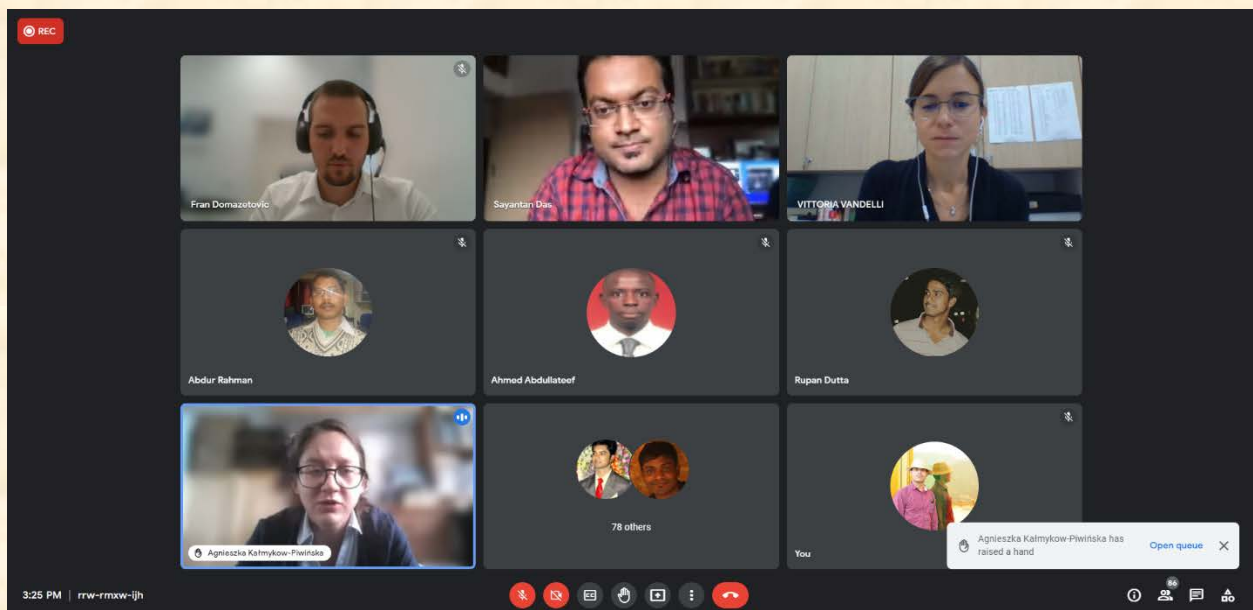 REC
Fran Domazetovic
Sayantan Das
VITTORIA VANDELLI
Abdur Rahman
Ahmed Abdullateef
Rupan Dutta
Agnieszka Kałmykow-Piwińska
78 others
You
Agnieszka Kałmykow-Piwińska has
raised a hand
Open queue
3:25 PM | rrw-rmxw-ijh
CC
86